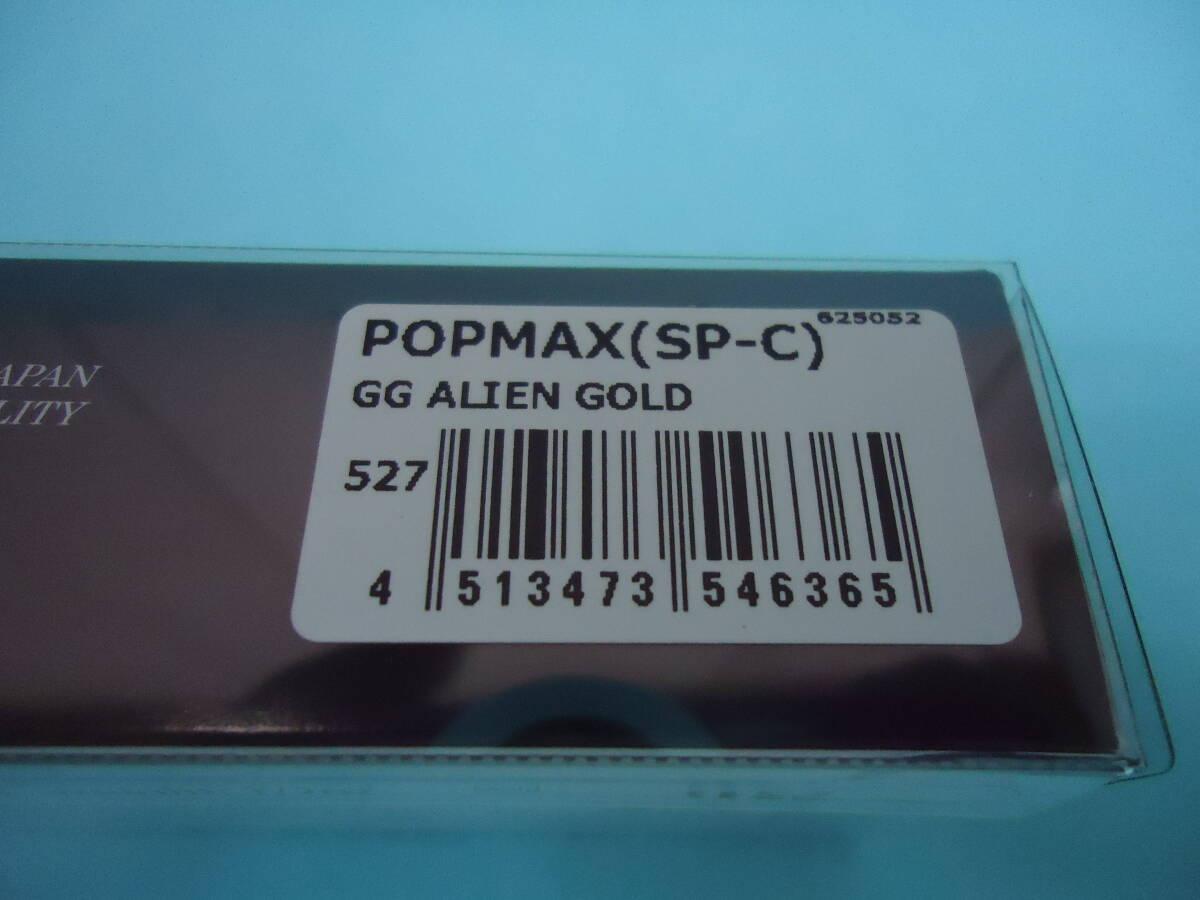 APAN
LITY
625052
POPMAX(SP-C)
GG ALIEN GOLD
527
4 513473 546365